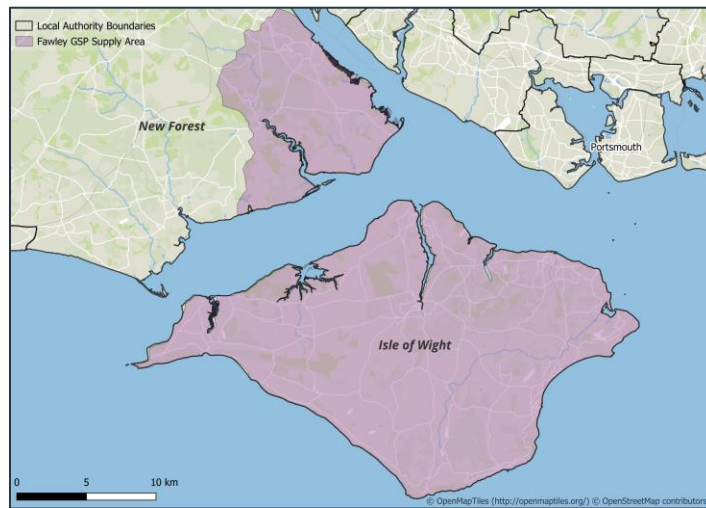 Local Authority Boundaries
Fawley GSP Supply Area
New Forest
Portsmouth
Isle of Wight
0 5 10 km
© OpenMapTiles (http://openmaptiles.org/) © OpenStreetMap contributors